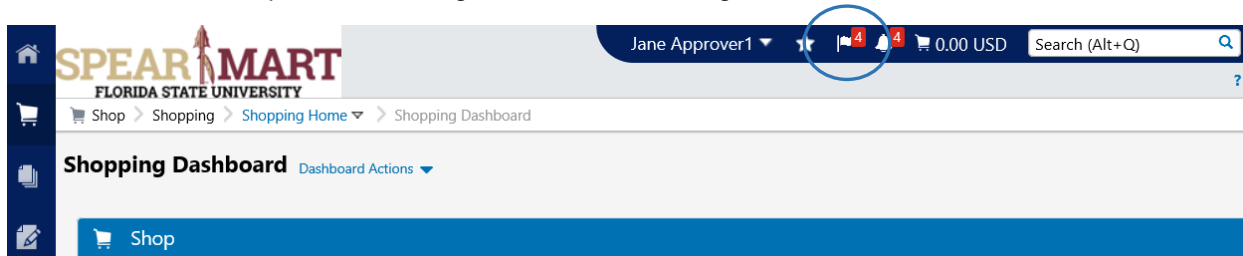 Jane Approver1 4 4 0.00 USD Search (Alt+Q)
SPEAR MART
FLORIDA STATE UNIVERSITY
?
Shop > Shopping > Shopping Home > Shopping Dashboard
Shopping Dashboard Dashboard Actions
Shop